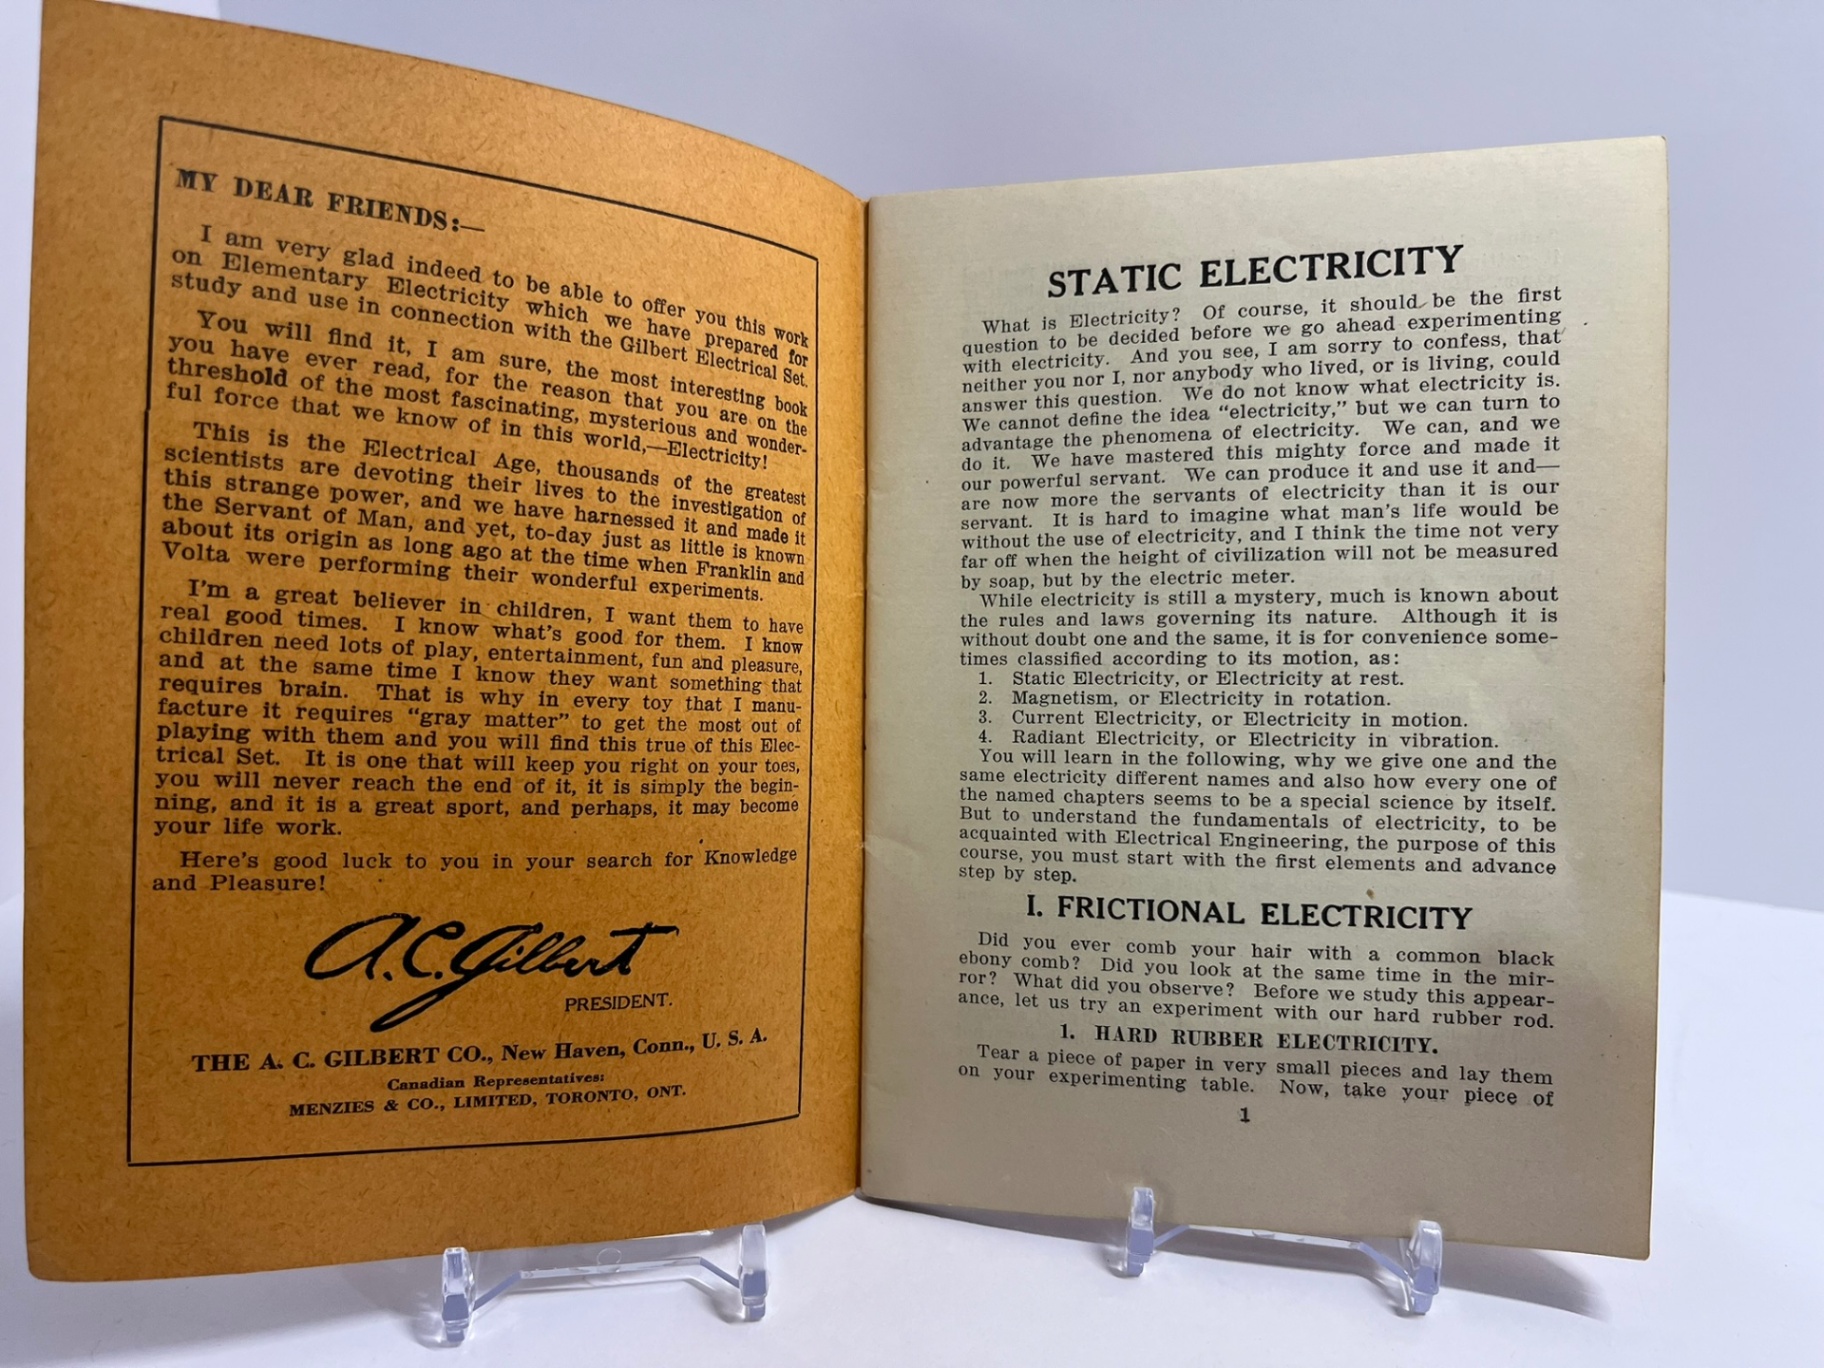 MY DEAR FRIENDS:—
I am very glad indeed to be able to offer you this work
on Elementary Electricity which we have prepared for
study and use in connection with the Gilbert Electrical Set.
You will find it, I am sure, the most interesting book
you have ever read, for the reason that you are on the
threshold of the most fascinating, mysterious and wonder-
ful force that we know of in this world,—Electricity!
This is the Electrical Age, thousands of the greatest
scientists are devoting their lives to the investigation of
this strange power, and we have harnessed it and made it
the Servant of Man, and yet, to-day just as little is known
about its origin as long ago at the time when Franklin and
Volta were performing their wonderful experiments.
I'm a great believer in children, I want them to have
real good times. I know what's good for them. I know
children need lots of play, entertainment, fun and pleasure,
and at the same time I know they want something that
requires brain. That is why in every toy that I manu-
facture it requires "gray matter" to get the most out of
playing with them and you will find this true of this Elec-
trical Set. It is one that will keep you right on your toes,
you will never reach the end of it, it is simply the begin-
ning, and it is a great sport, and perhaps, it may become
your life work.
Here's good luck to you in your search for Knowledge
and Pleasure!
A. C. Gilbert
PRESIDENT.
THE A. C. GILBERT CO., New Haven, Conn., U. S. A.
Canadian Representatives:
MENZIES & CO., LIMITED, TORONTO, ONT.
STATIC ELECTRICITY
What is Electricity? Of course, it should be the first
question to be decided before we go ahead experimenting
with electricity. And you see, I am sorry to confess, that
neither you nor I, nor anybody who lived, or is living, could
answer this question. We do not know what electricity is.
We cannot define the idea "electricity," but we can turn to
advantage the phenomena of electricity. We can, and we
do it. We have mastered this mighty force and made it
our powerful servant. We can produce it and use it and—
are now more the servants of electricity than it is our
servant. It is hard to imagine what man's life would be
without the use of electricity, and I think the time not very
far off when the height of civilization will not be measured
by soap, but by the electric meter.
While electricity is still a mystery, much is known about
the rules and laws governing its nature. Although it is
without doubt one and the same, it is for convenience some-
times classified according to its motion, as:
1. Static Electricity, or Electricity at rest.
2. Magnetism, or Electricity in rotation.
3. Current Electricity, or Electricity in motion.
4. Radiant Electricity, or Electricity in vibration.
You will learn in the following, why we give one and the
same electricity different names and also how every one of
the named chapters seems to be a special science by itself.
But to understand the fundamentals of electricity, to be
acquainted with Electrical Engineering, the purpose of this
course, you must start with the first elements and advance
step by step.
I. FRICTIONAL ELECTRICITY
Did you ever comb your hair with a common black
ebony comb? Did you look at the same time in the mir-
ror? What did you observe? Before we study this appear-
ance, let us try an experiment with our hard rubber rod.
1. HARD RUBBER ELECTRICITY.
Tear a piece of paper in very small pieces and lay them
on your experimenting table. Now, take your piece of
1